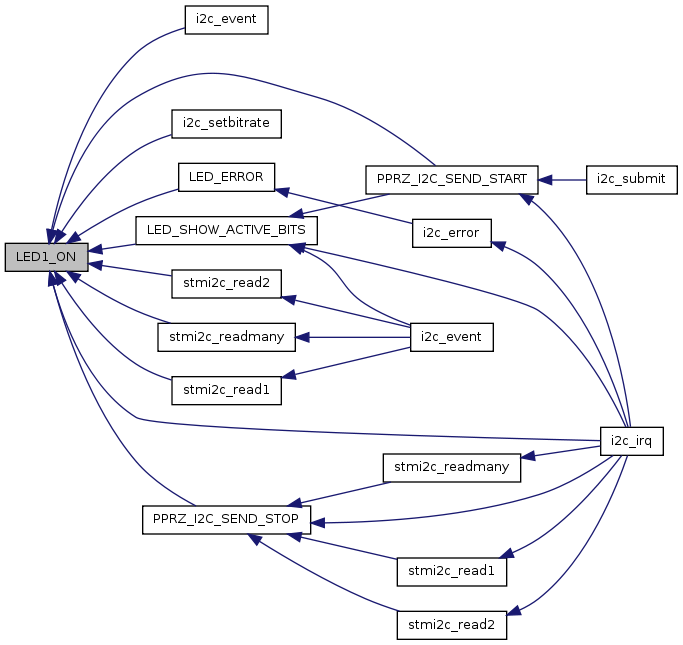 i2c_event
i2c_setbitrate
LED_ERROR
PPRZ_I2C_SEND_START
i2c_submit
LED_SHOW_ACTIVE_BITS
i2c_error
LED1_ON
stmi2c_read2
stmi2c_readmany
i2c_event
stmi2c_read1
i2c_irq
stmi2c_readmany
PPRZ_I2C_SEND_STOP
stmi2c_read1
stmi2c_read2